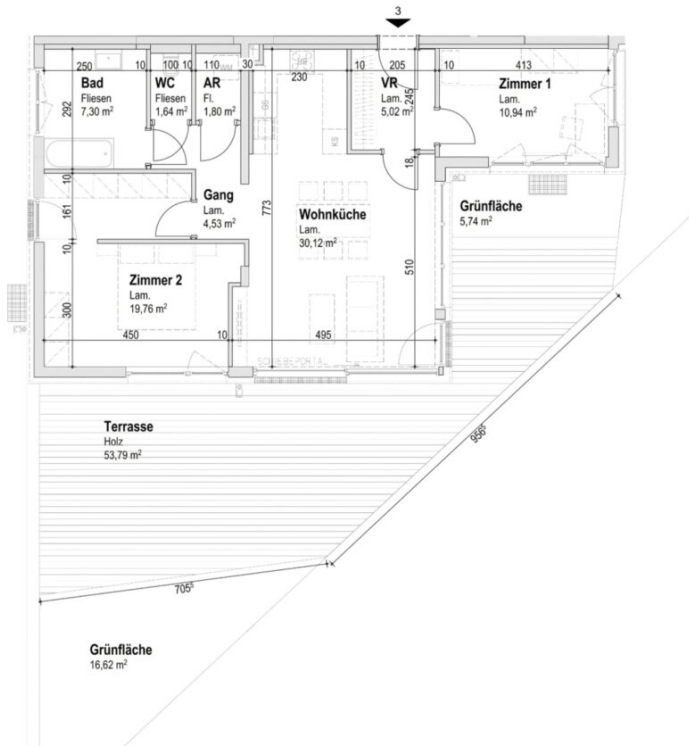 3
250
10
100
10
110
30
230
10
205
10
413
Bad
Fliesen
7,30 m²
WC
Fliesen
1,64 m²
AR
Fl.
1,80 m²
WM
VR
Lam.
5,02 m²
Zimmer 1
Lam.
10,94 m²
292
245
GS
KS
18
10
161
10
300
Gang
Lam.
4,53 m²
773
Wohnküche
Lam.
30,12 m²
510
Grünfläche
5,74 m²
Zimmer 2
Lam.
19,76 m²
450
10
495
SCHIEBEPORTAL
Terrasse
Holz
53,79 m²
956⁵
705⁵
Grünfläche
16,62 m²